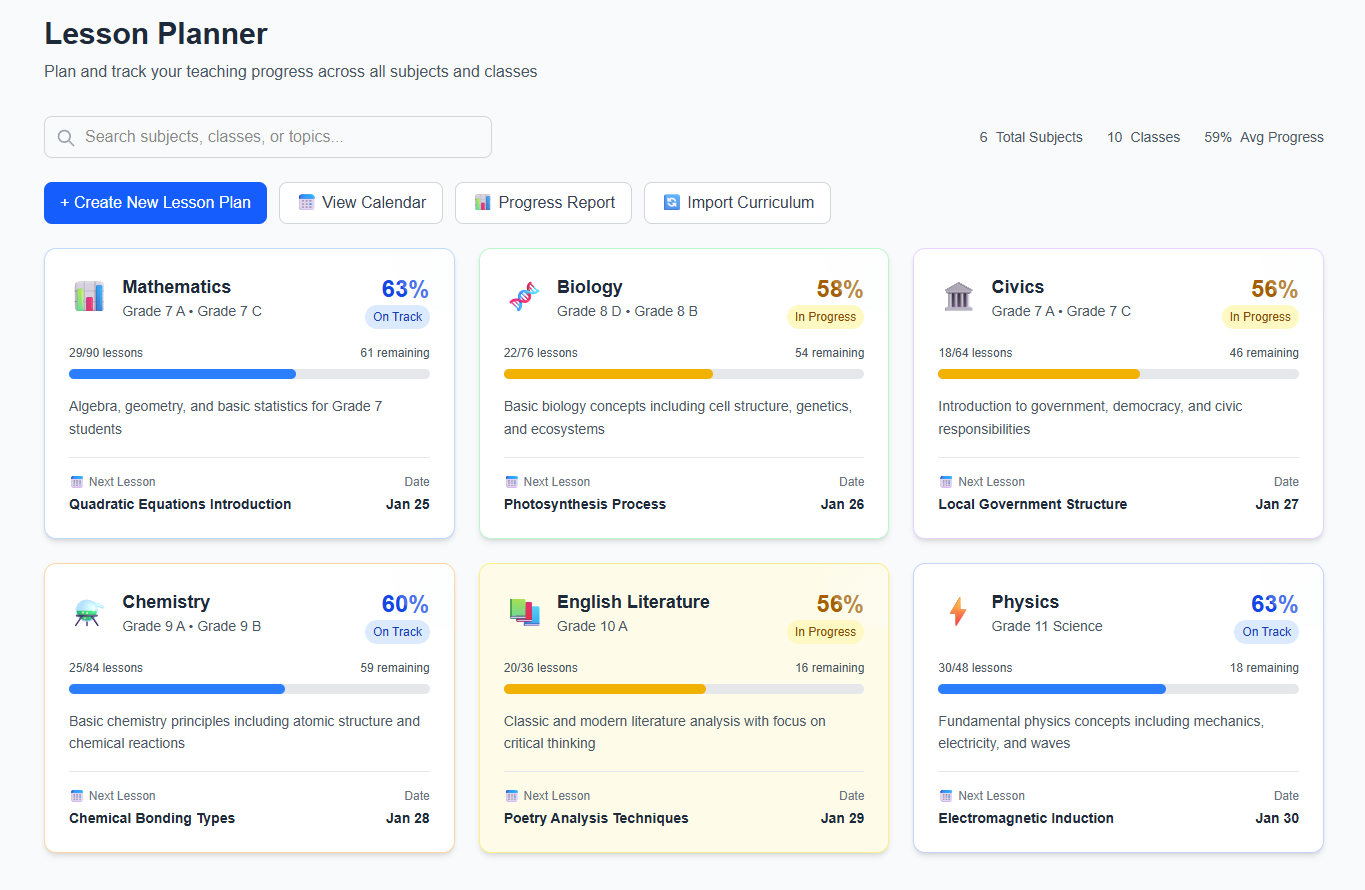 Lesson Planner
Plan and track your teaching progress across all subjects and classes
Search subjects, classes, or topics...
6 Total Subjects 10 Classes 59% Avg Progress
+ Create New Lesson Plan View Calendar Progress Report Import Curriculum
Mathematics
63%
Grade 7 A • Grade 7 C
On Track
29/90 lessons 61 remaining
Algebra, geometry, and basic statistics for Grade 7
students
Next Lesson Date
Quadratic Equations Introduction Jan 25
Biology
58%
Grade 8 D • Grade 8 B
In Progress
22/76 lessons 54 remaining
Basic biology concepts including cell structure, genetics,
and ecosystems
Next Lesson Date
Photosynthesis Process Jan 26
Civics
56%
Grade 7 A • Grade 7 C
In Progress
18/64 lessons 46 remaining
Introduction to government, democracy, and civic
responsibilities
Next Lesson Date
Local Government Structure Jan 27
Chemistry
60%
Grade 9 A • Grade 9 B
On Track
25/84 lessons 59 remaining
Basic chemistry principles including atomic structure and
chemical reactions
Next Lesson Date
Chemical Bonding Types Jan 28
English Literature
56%
Grade 10 A
In Progress
20/36 lessons 16 remaining
Classic and modern literature analysis with focus on
critical thinking
Next Lesson Date
Poetry Analysis Techniques Jan 29
Physics
63%
Grade 11 Science
On Track
30/48 lessons 18 remaining
Fundamental physics concepts including mechanics,
electricity, and waves
Next Lesson Date
Electromagnetic Induction Jan 30